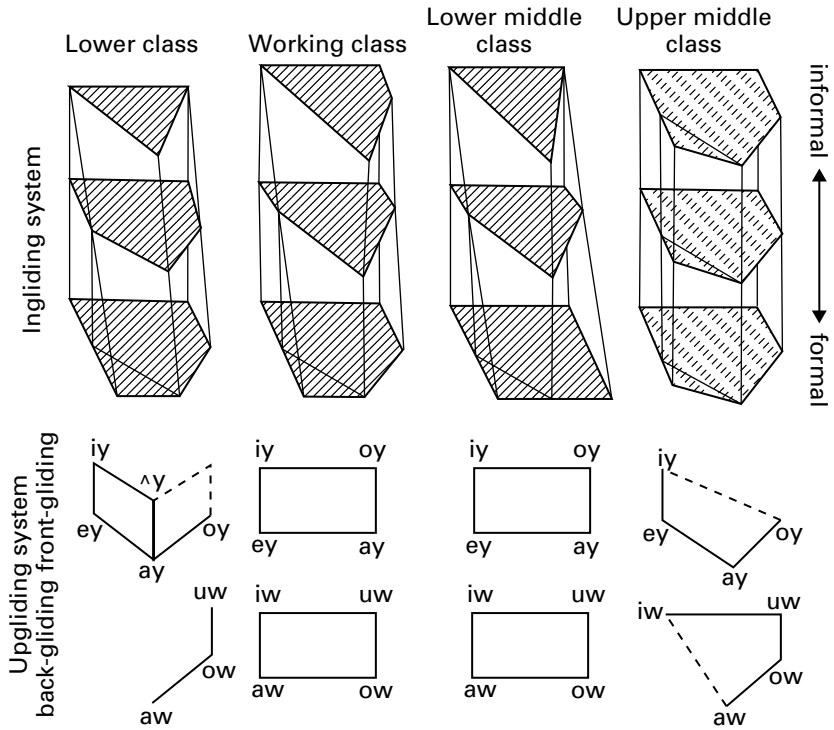 Lower class
Working class
Lower middle
class
Upper middle
class
Ingliding system
informal
formal
Upgliding system
back-gliding front-gliding
iy
ʌy
ey
oy
ay
iy
oy
ey
ay
iy
oy
ey
ay
iy
ey
oy
ay
uw
ow
aw
iw
uw
aw
ow
iw
uw
aw
ow
iw
uw
ow
aw